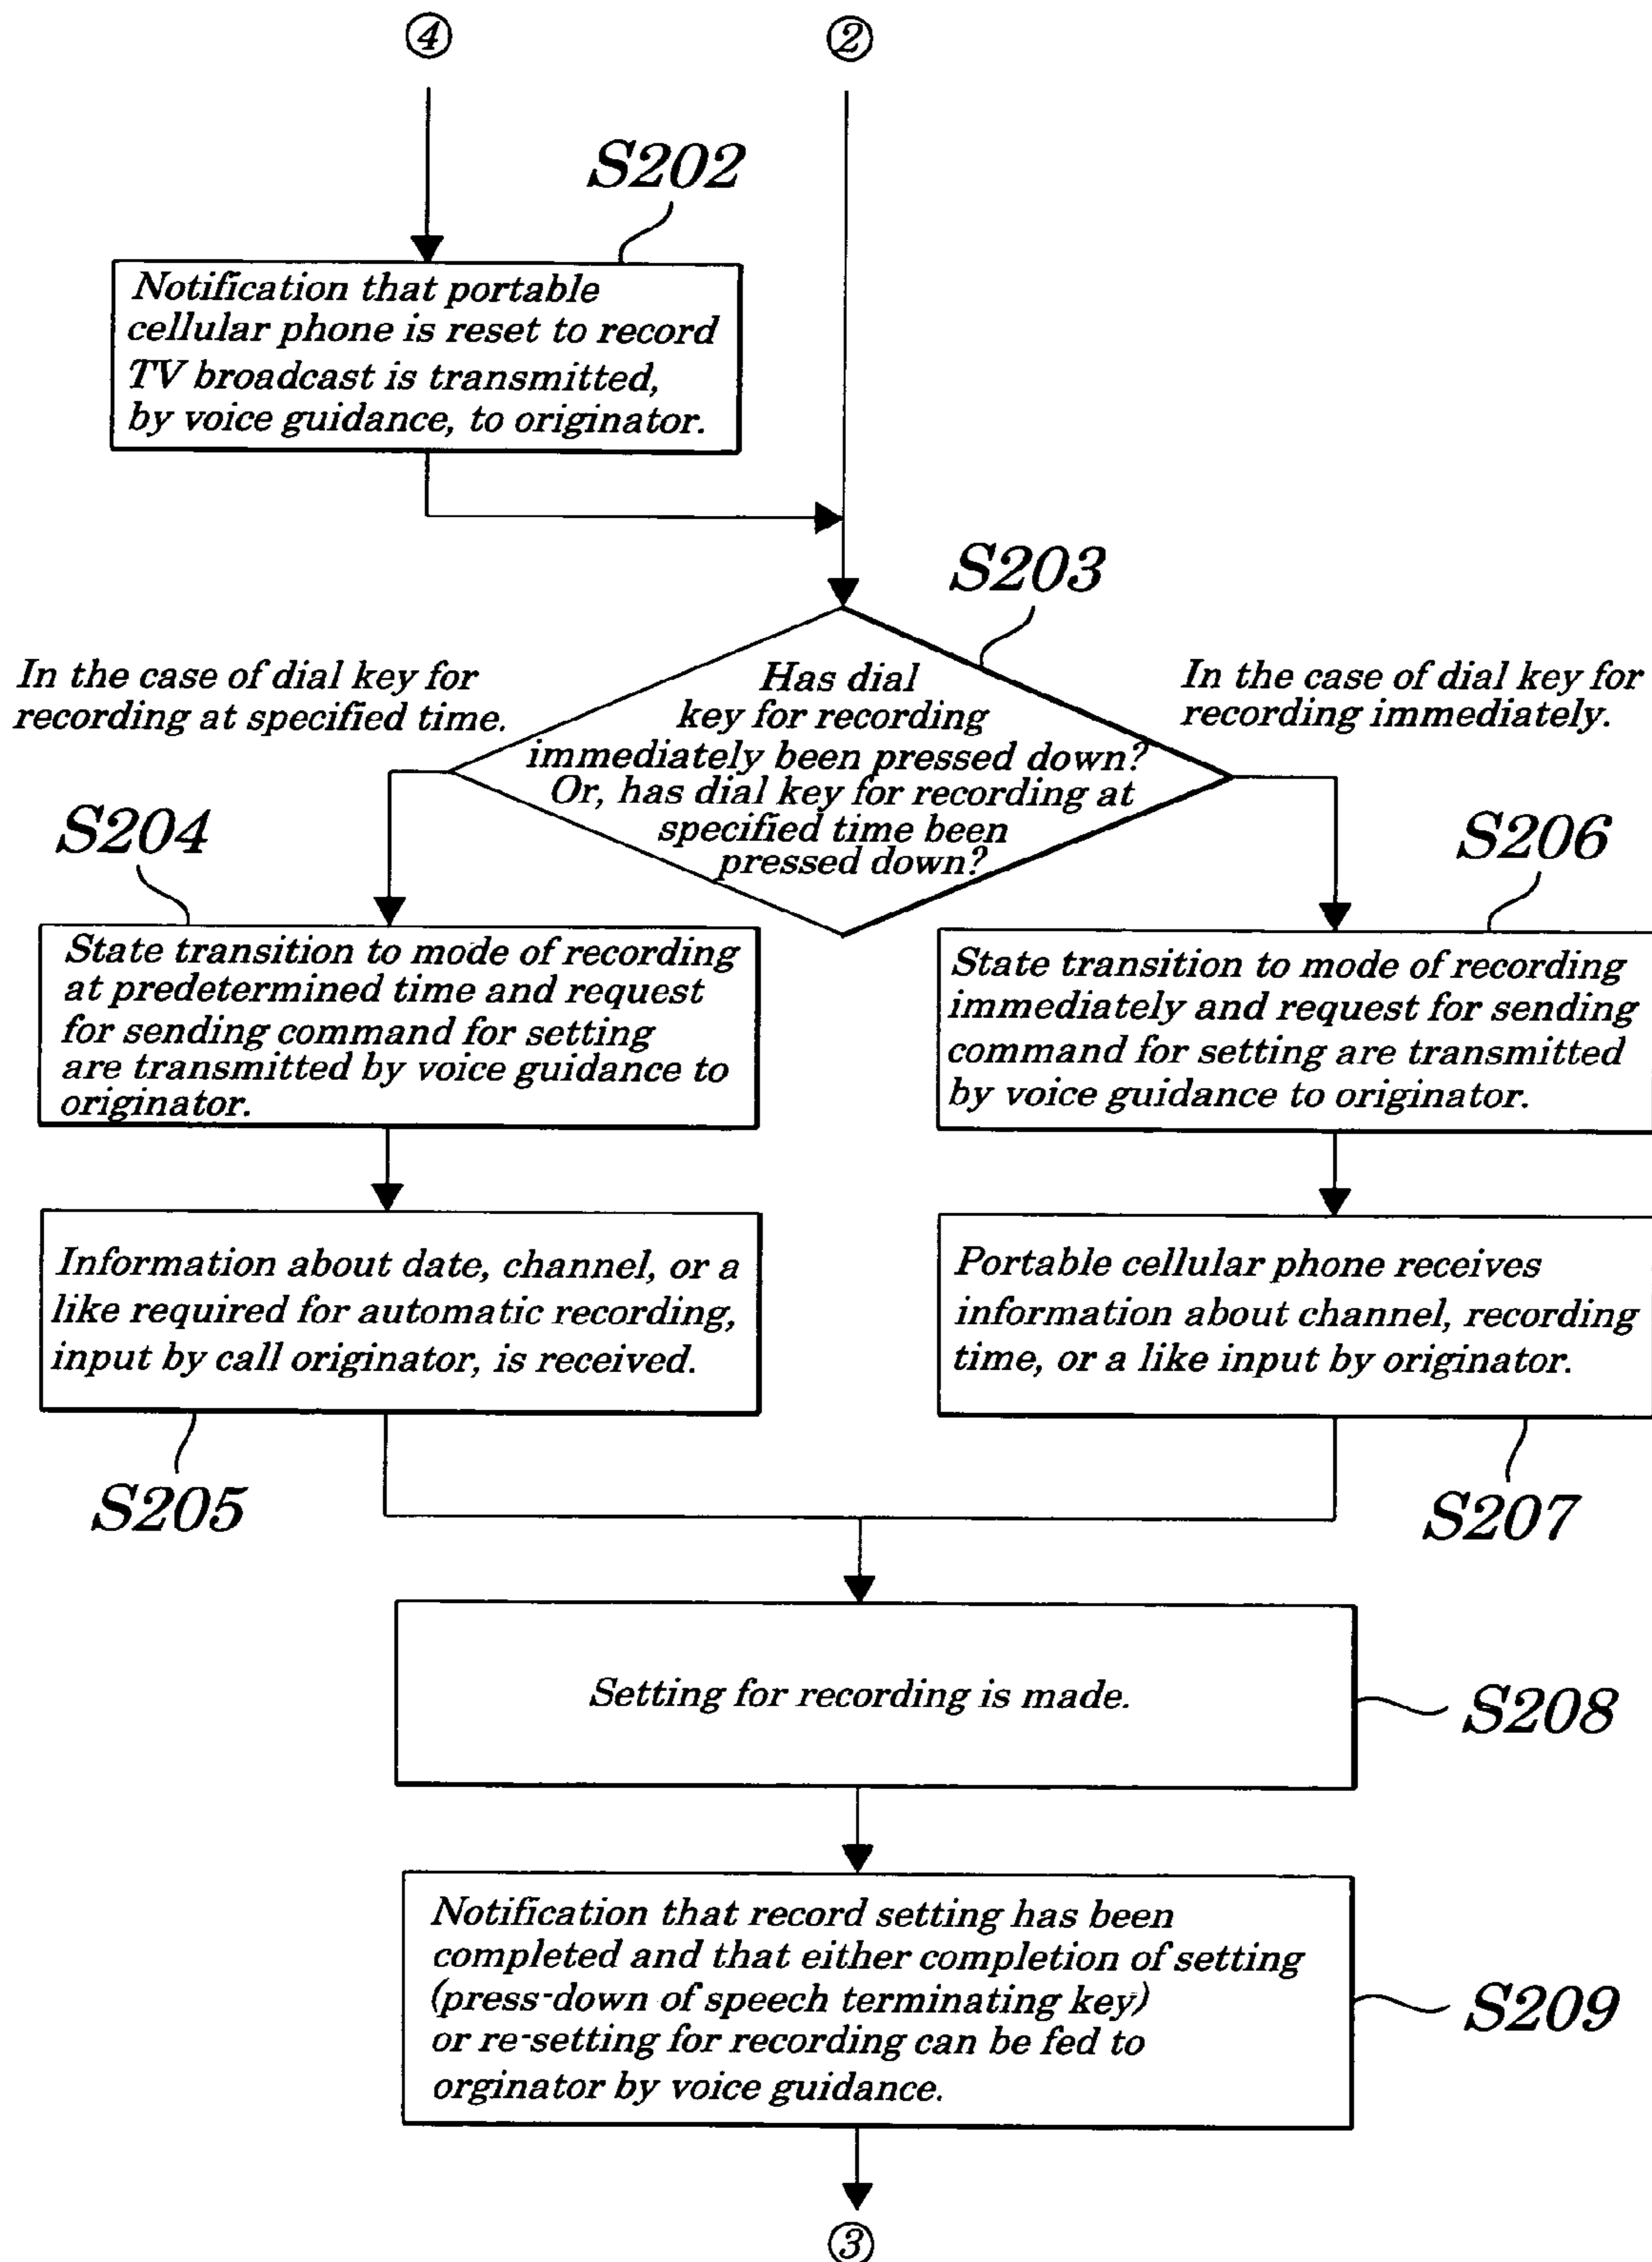 ④
②
S202
Notification that portable
cellular phone is reset to record
TV broadcast is transmitted,
by voice guidance, to originator.
S203
In the case of dial key for
recording at specified time.
Has dial
key for recording
immediately been pressed down?
Or, has dial key for recording at
specified time been
pressed down?
In the case of dial key for
recording immediately.
S204
State transition to mode of recording
at predetermined time and request
for sending command for setting
are transmitted by voice guidance to
originator.
S206
State transition to mode of recording
immediately and request for sending
command for setting are transmitted
by voice guidance to originator.
Information about date, channel, or a
like required for automatic recording,
input by call originator, is received.
S205
Portable cellular phone receives
information about channel, recording
time, or a like input by originator.
S207
Setting for recording is made.
S208
Notification that record setting has been
completed and that either completion of setting
(press-down of speech terminating key)
or re-setting for recording can be fed to
orginator by voice guidance.
S209
③